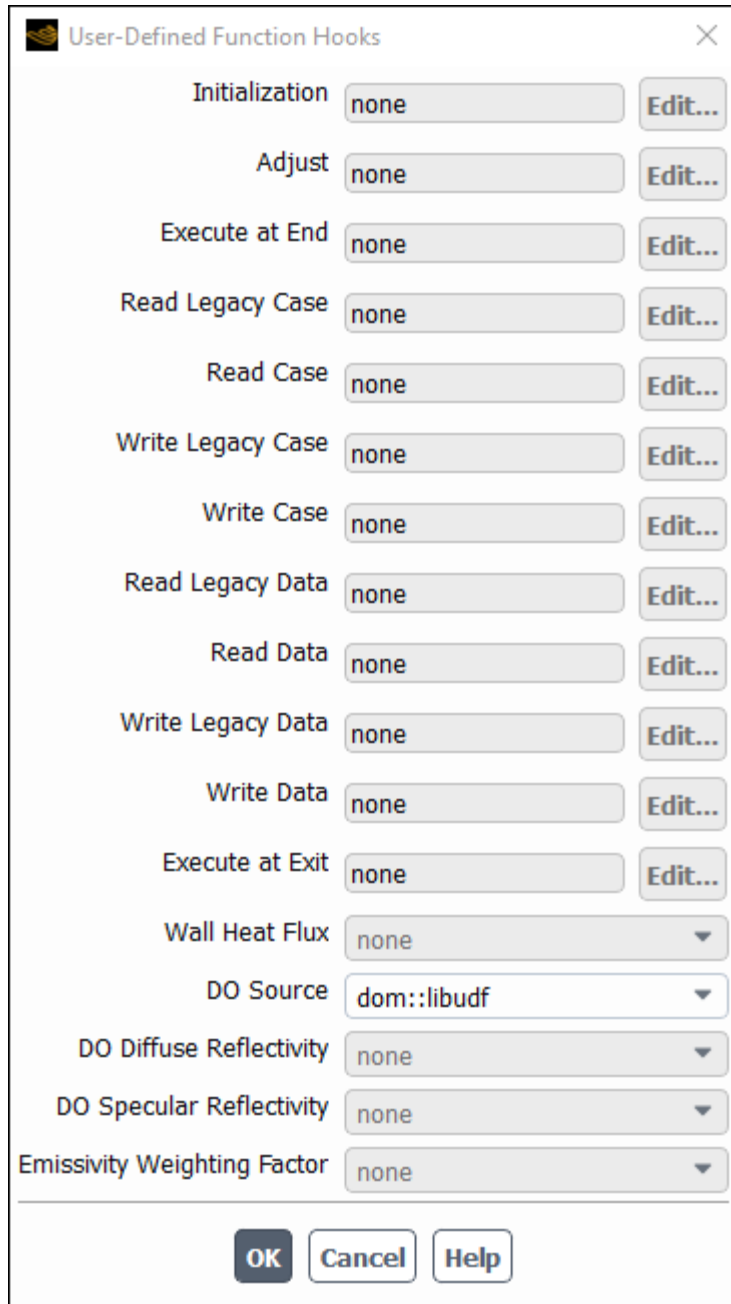 User-Defined Function Hooks
Initialization none Edit...
Adjust none Edit...
Execute at End none Edit...
Read Legacy Case none Edit...
Read Case none Edit...
Write Legacy Case none Edit...
Write Case none Edit...
Read Legacy Data none Edit...
Read Data none Edit...
Write Legacy Data none Edit...
Write Data none Edit...
Execute at Exit none Edit...
Wall Heat Flux none
DO Source dom::libudf
DO Diffuse Reflectivity none
DO Specular Reflectivity none
Emissivity Weighting Factor none
OK Cancel Help